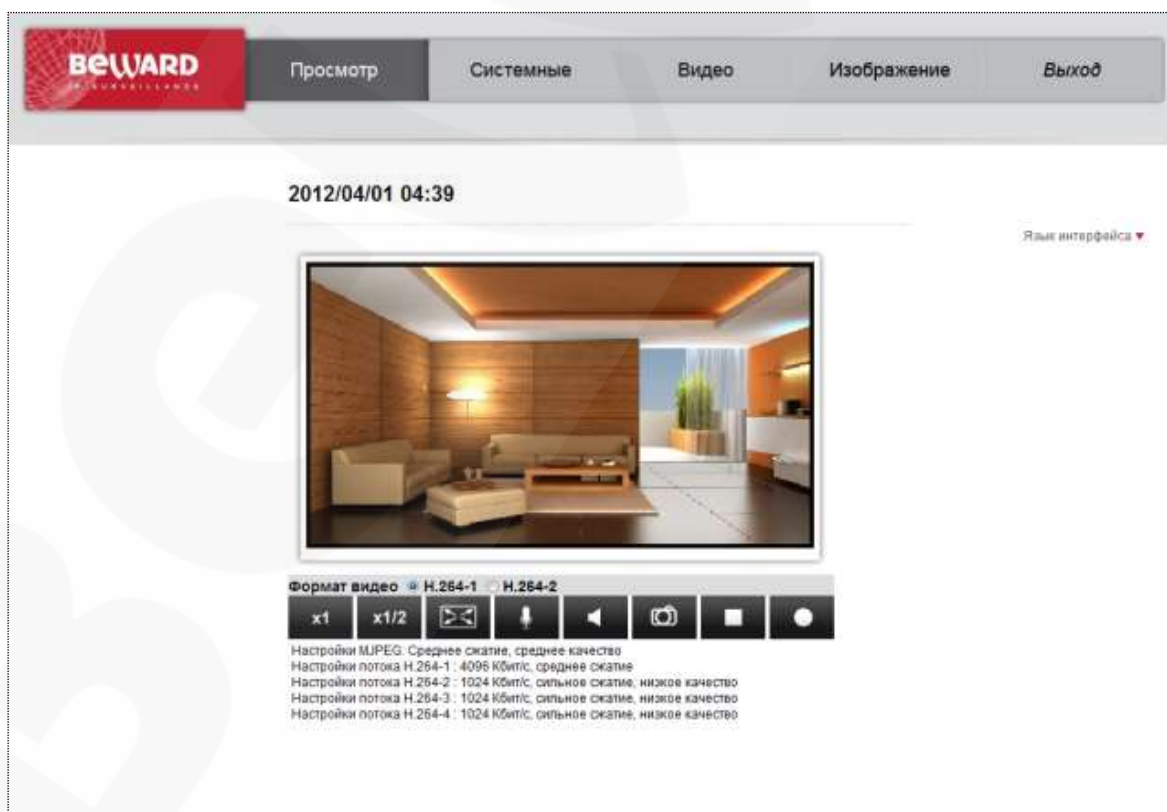 BEWARD
IP SURVEILLANCE
Просмотр
Системные
Видео
Изображение
Выход
2012/04/01 04:39
Язык интерфейса
Формат видео H.264-1 H.264-2
x1
x1/2
Настройки MJPEG: Среднее сжатие, среднее качество
Настройки потока H.264-1 : 4096 Кбит/с, среднее сжатие
Настройки потока H.264-2 : 1024 Кбит/с, сильное сжатие, низкое качество
Настройки потока H.264-3 : 1024 Кбит/с, сильное сжатие, низкое качество
Настройки потока H.264-4 : 1024 Кбит/с, сильное сжатие, низкое качество